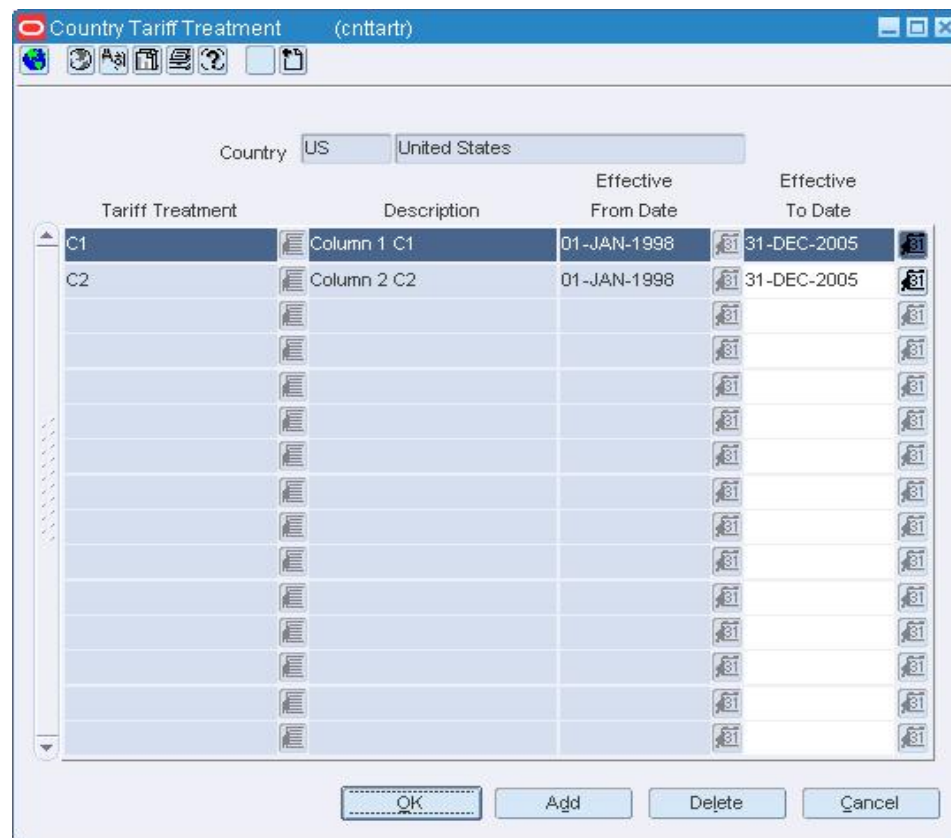 Country Tariff Treatment (cnttartr)
Country US United States
Effective Effective
Tariff Treatment Description From Date To Date
C1 Column 1 C1 01-JAN-1998 31-DEC-2005
C2 Column 2 C2 01-JAN-1998 31-DEC-2005
OK Add Delete Cancel